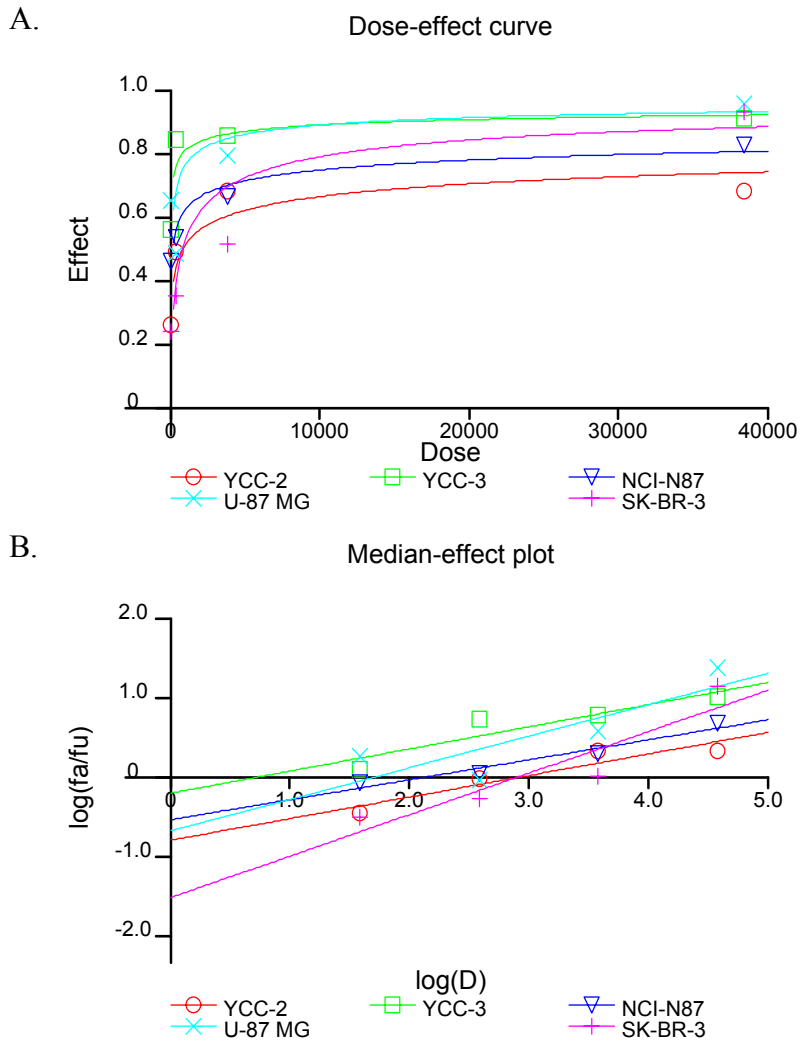 A.
Dose-effect curve
1.0
0.8
0.6
0.4
0.2
0
Effect
0 10000 20000 30000 40000
Dose
YCC-2 YCC-3 NCI-N87
U-87 MG SK-BR-3
B.
Median-effect plot
2.0
1.0
0
-1.0
-2.0
log(fa/fu)
0 1.0 2.0 3.0 4.0 5.0
log(D)
YCC-2 YCC-3 NCI-N87
U-87 MG SK-BR-3